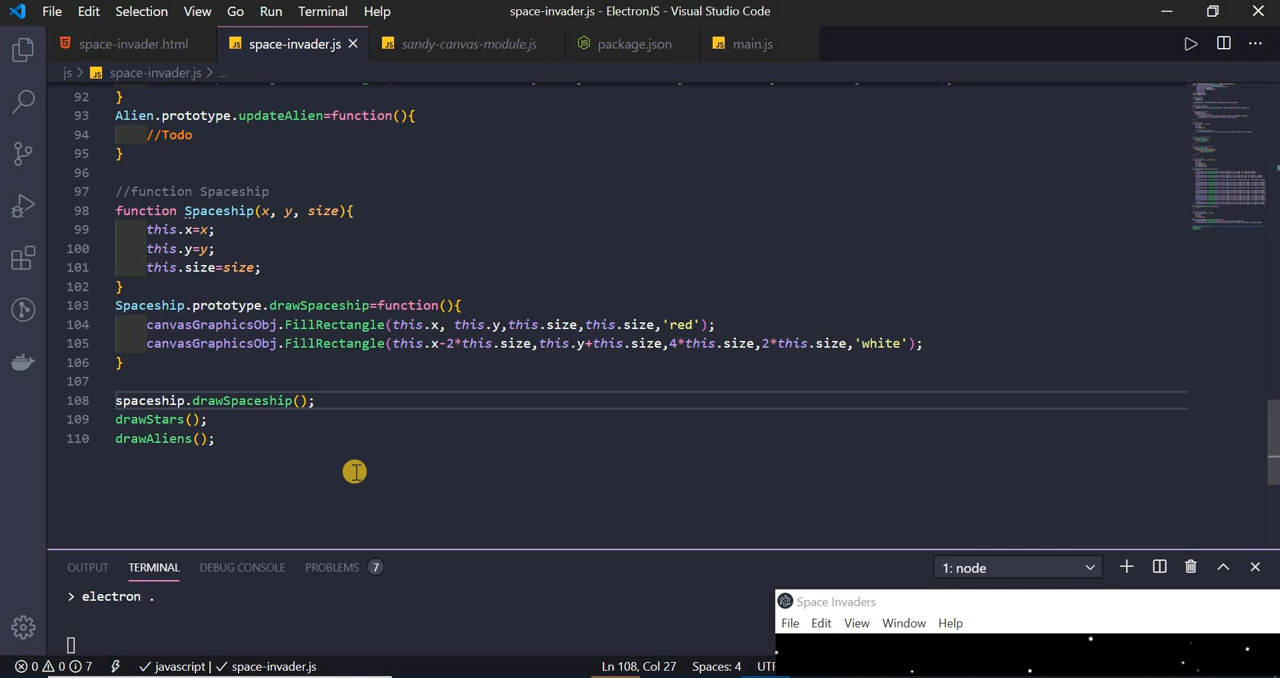 File Edit Selection View Go Run Terminal Help space-invader.js - ElectronJS - Visual Studio Code
space-invader.html space-invader.js sandy-canvas-module.js package.json main.js
js > space-invader.js > ...
92 }
93 Alien.prototype.updateAlien=function(){
94 //Todo
95 }
96
97 //function Spaceship
98 function Spaceship(x, y, size){
99 this.x=x;
100 this.y=y;
101 this.size=size;
102 }
103 Spaceship.prototype.drawSpaceship=function(){
104 canvasGraphicsObj.FillRectangle(this.x, this.y,this.size,this.size,'red');
105 canvasGraphicsObj.FillRectangle(this.x-2*this.size,this.y+this.size,4*this.size,2*this.size,'white');
106 }
107
108 spaceship.drawSpaceship();
109 drawStars();
110 drawAliens();
OUTPUT TERMINAL DEBUG CONSOLE PROBLEMS 7 1: node
> electron .
Space Invaders
File Edit View Window Help
0 0 7 javascript | space-invader.js Ln 108, Col 27 Spaces: 4 UTF